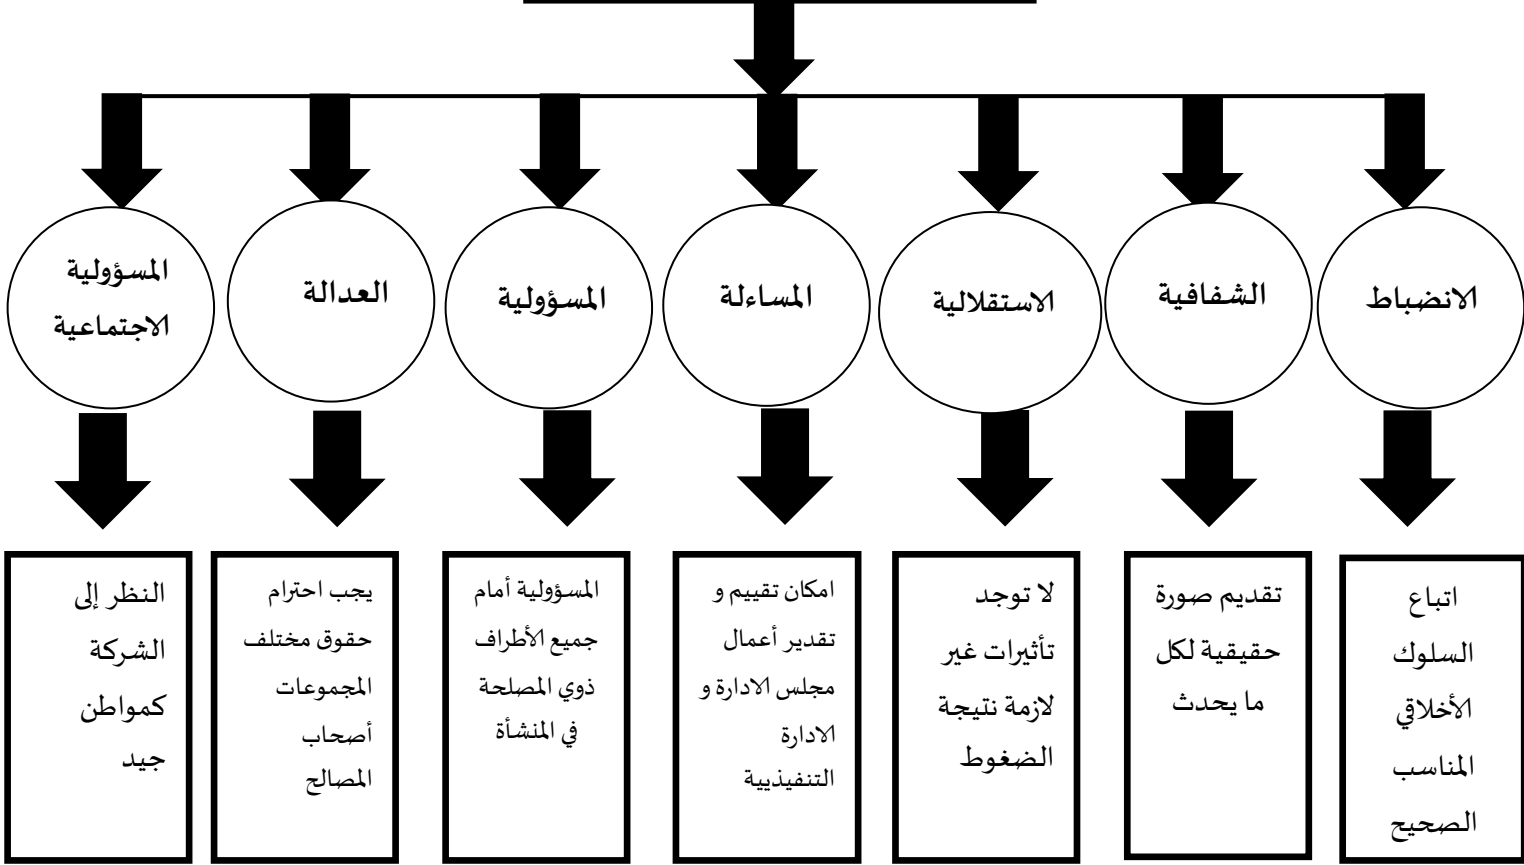 الانضباط
الشفافية
الاستقلالية
المساءلة
المسؤولية
العدالة
المسؤولية
الاجتماعية
اتباع
السلوك
الأخلاقي
المناسب
الصحيح
تقديم صورة
حقيقية لكل
ما يحدث
لا توجد
تأثيرات غير
لازمة نتيجة
الضغوط
امكان تقييم و
تقدير أعمال
مجلس الادارة و
الادارة
التنفيذيية
المسؤولية أمام
جميع الأطراف
ذوي المصلحة
في المنشأة
يجب احترام
حقوق مختلف
المجموعات
أصحاب
المصالح
النظر إلى
الشركة
كمواطن
جيد